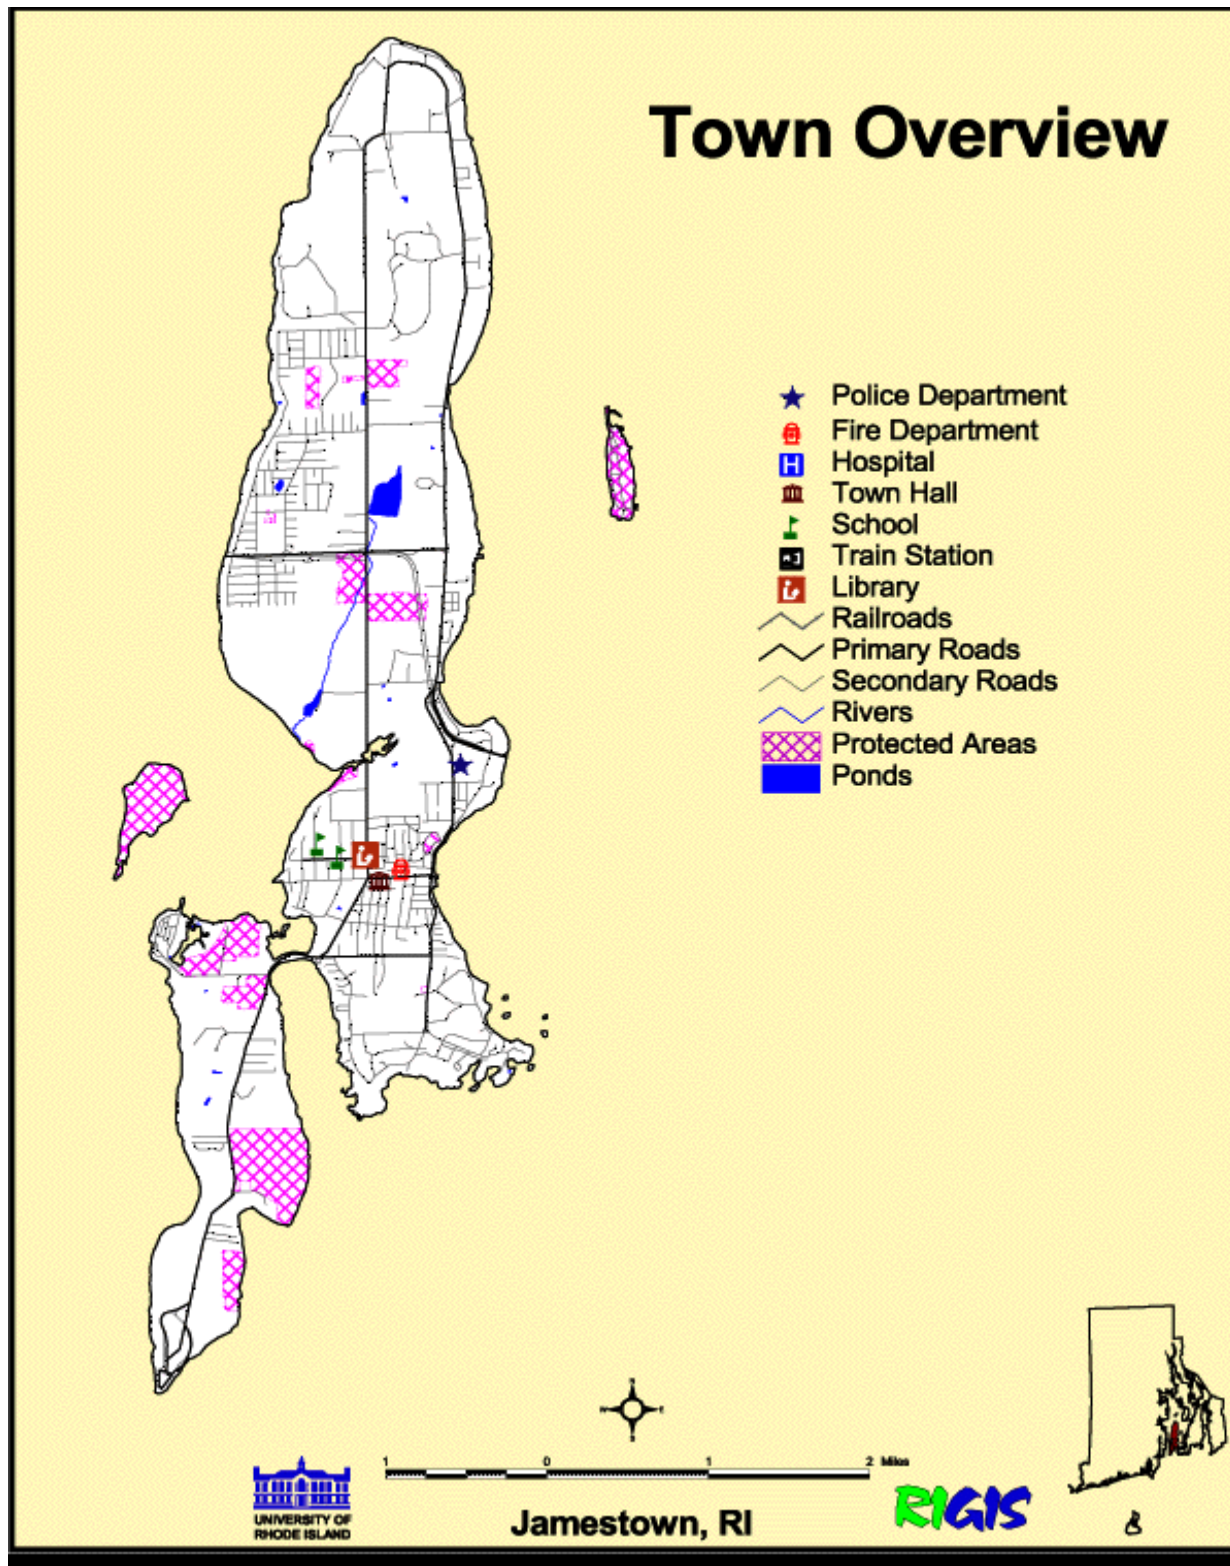 Town Overview
Police Department
Fire Department
H Hospital
Town Hall
School
Train Station
Library
Railroads
Primary Roads
Secondary Roads
Rivers
Protected Areas
Ponds
N
W E
S
1 0 1 2 Miles
UNIVERSITY OF
RHODE ISLAND
Jamestown, RI
RIGIS